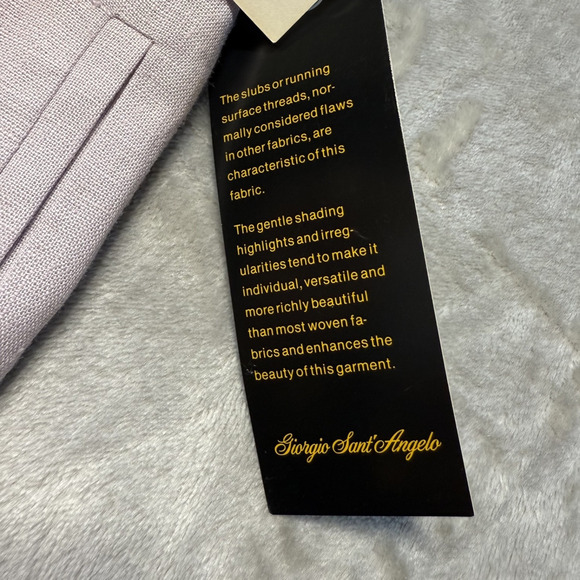 The slubs or running
surface threads, nor-
mally considered flaws
in other fabrics, are
characteristic of this
fabric.
The gentle shading
highlights and irreg-
ularities tend to make it
individual, versatile and
more richly beautiful
than most woven fa-
brics and enhances the
beauty of this garment.
Giorgio Sant'Angelo